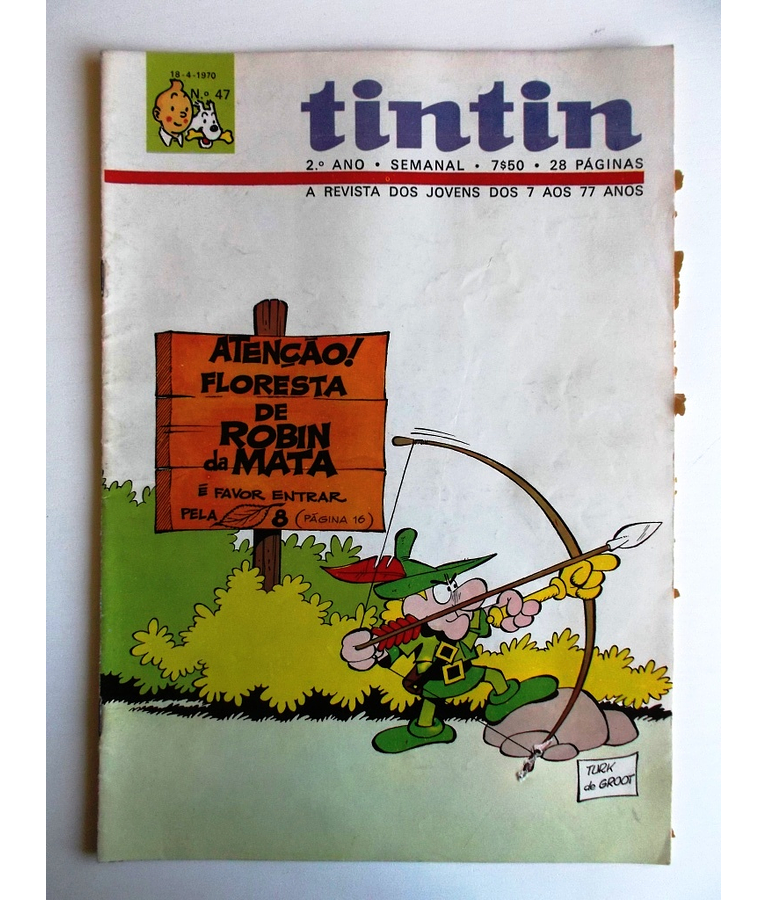 18-4-1970
N.º 47
tintin
2.º ANO • SEMANAL • 7$50 • 28 PÁGINAS
A REVISTA DOS JOVENS DOS 7 AOS 77 ANOS
ATENÇÃO!
FLORESTA
DE
ROBIN
da MATA
É FAVOR ENTRAR
PELA 8 (PÁGINA 16)
TURK
de GROOT